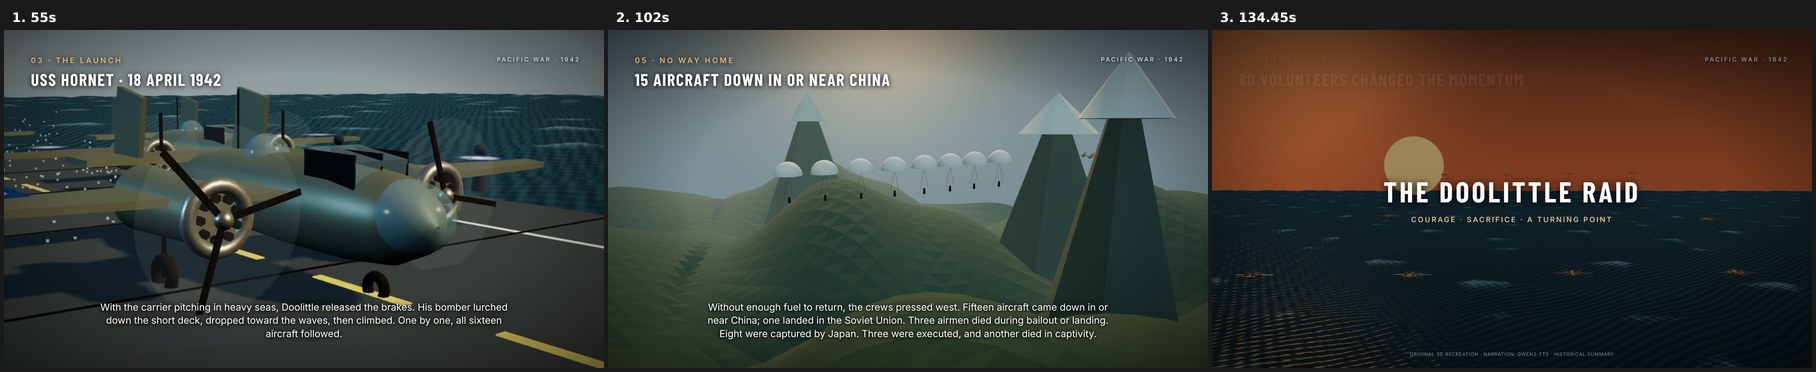 1. 55s
03 · THE LAUNCH
USS HORNET · 18 APRIL 1942
PACIFIC WAR · 1942
With the carrier pitching in heavy seas, Doolittle released the brakes. His bomber lurched
down the short deck, dropped toward the waves, then climbed. One by one, all sixteen
aircraft followed.
2. 102s
05 · NO WAY HOME
15 AIRCRAFT DOWN IN OR NEAR CHINA
PACIFIC WAR · 1942
Without enough fuel to return, the crews pressed west. Fifteen aircraft came down in or
near China; one landed in the Soviet Union. Three airmen died during bailout or landing.
Eight were captured by Japan. Three were executed, and another died in captivity.
3. 134.45s
80 VOLUNTEERS CHANGED THE MOMENTUM
PACIFIC WAR · 1942
THE DOOLITTLE RAID
COURAGE · SACRIFICE · A TURNING POINT
ORIGINAL 3D RECREATION · NARRATION: QWEN3-TTS · HISTORICAL SUMMARY